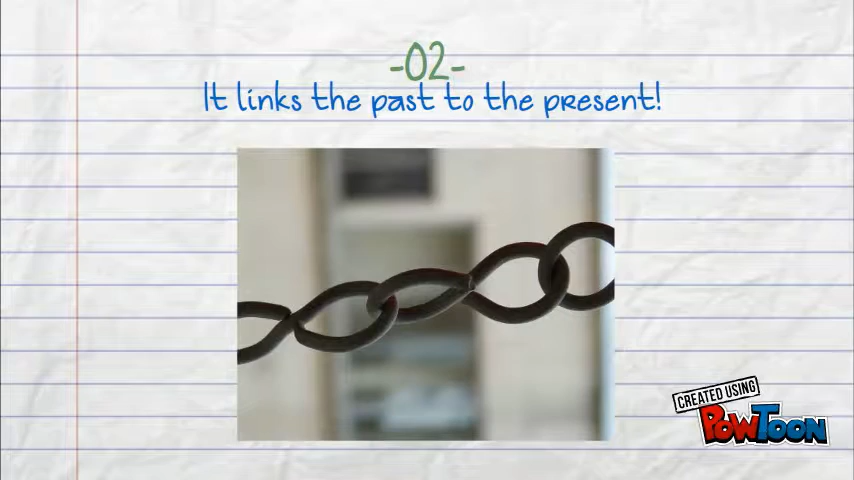 -02-
It links the past to the present!
CREATED USING
POWTOON